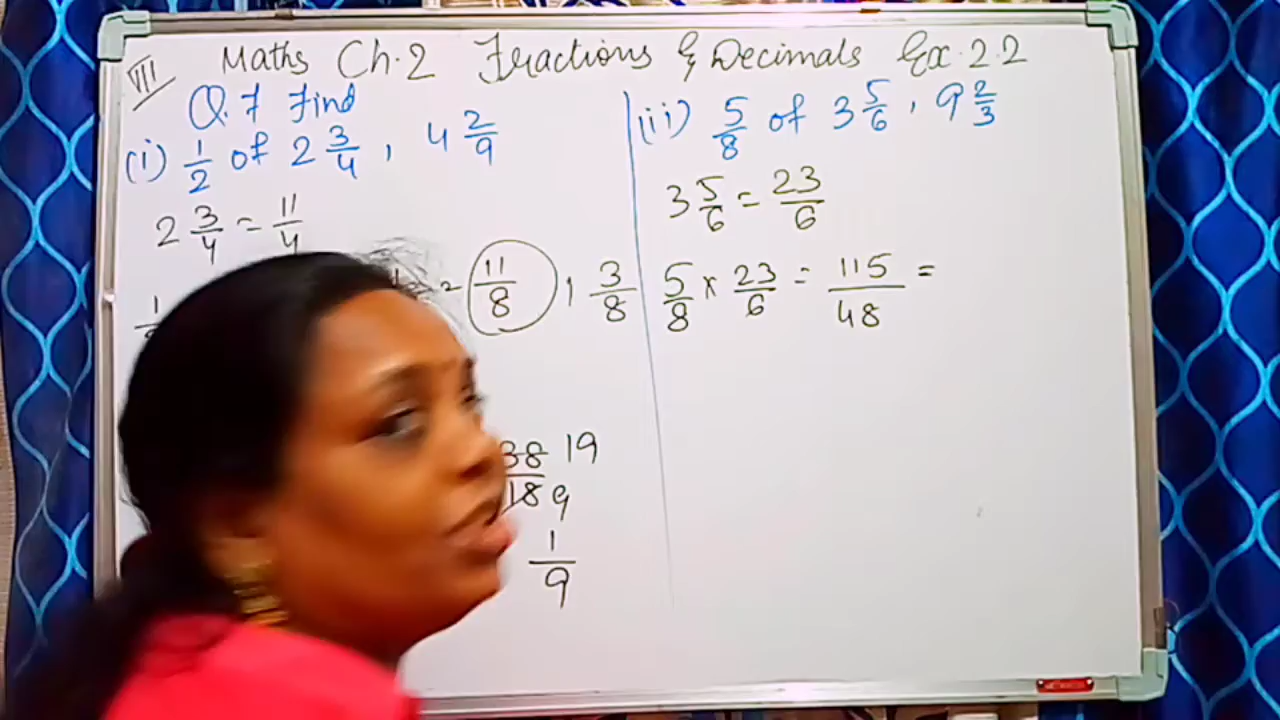 VII Maths Ch.2 Fractions & Decimals Ex.2.2
Q.7 Find
(i) 1/2 of 2 3/4, 4 2/9
2 3/4 = 11/4
= 11/8, 3/8
38/18 19/9
1/9
(ii) 5/8 of 3 5/6, 9 2/3
3 5/6 = 23/6
5/8 × 23/6 = 115/48 =